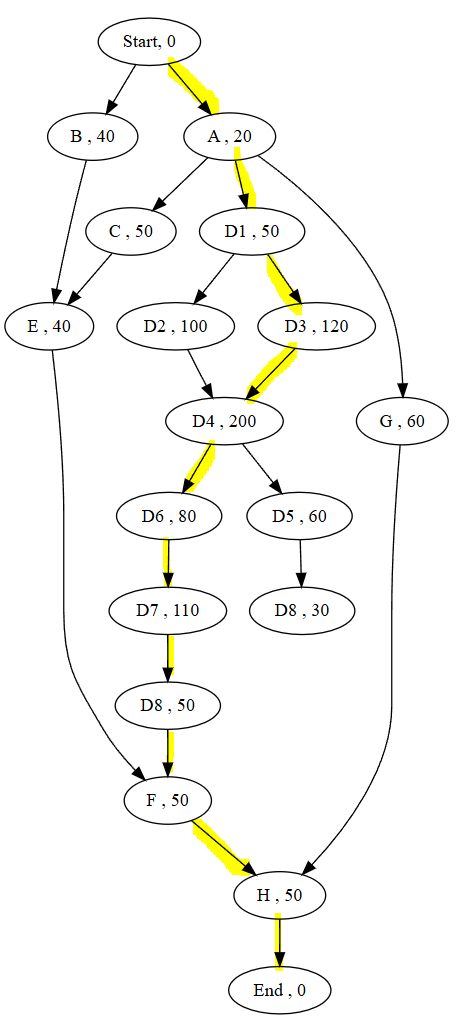 Start, 0
B , 40
A , 20
C , 50
D1 , 50
E , 40
D2 , 100
D3 , 120
D4 , 200
G , 60
D6 , 80
D5 , 60
D7 , 110
D8 , 30
D8 , 50
F , 50
H , 50
End , 0